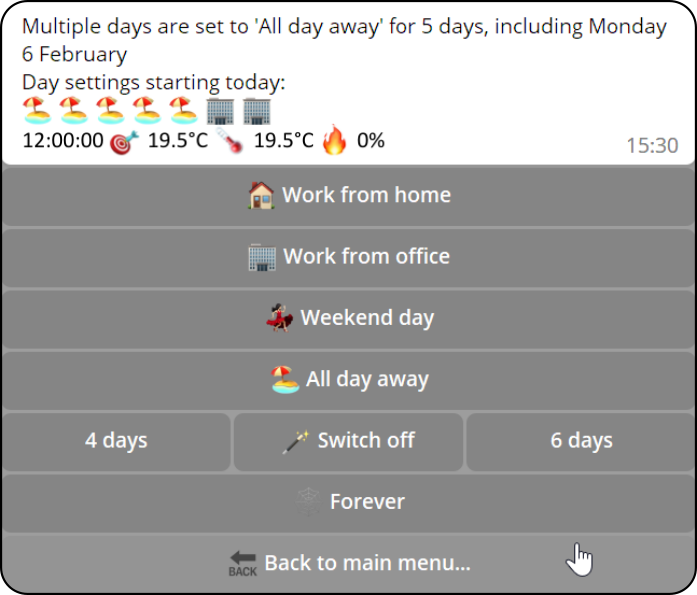 Multiple days are set to 'All day away' for 5 days, including Monday
6 February
Day settings starting today:
12:00:00 19.5°C 19.5°C 0%
15:30
Work from home
Work from office
Weekend day
All day away
4 days
Switch off
6 days
Forever
BACK Back to main menu...